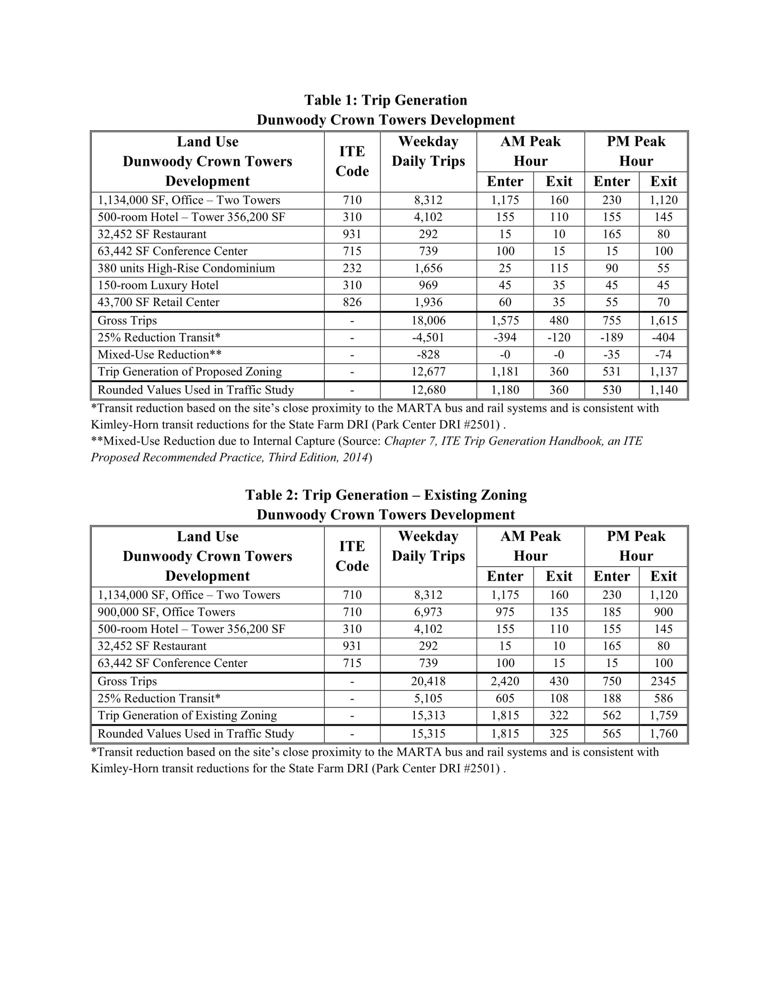 Table 1: Trip Generation
Dunwoody Crown Towers Development
Land Use Dunwoody Crown Towers Development ITE Code Weekday Daily Trips AM Peak Hour PM Peak Hour
Enter Exit Enter Exit
1,134,000 SF, Office – Two Towers 710 8,312 1,175 160 230 1,120
500-room Hotel – Tower 356,200 SF 310 4,102 155 110 155 145
32,452 SF Restaurant 931 292 15 10 165 80
63,442 SF Conference Center 715 739 100 15 15 100
380 units High-Rise Condominium 232 1,656 25 115 90 55
150-room Luxury Hotel 310 969 45 35 45 45
43,700 SF Retail Center 826 1,936 60 35 55 70
Gross Trips - 18,006 1,575 480 755 1,615
25% Reduction Transit* - -4,501 -394 -120 -189 -404
Mixed-Use Reduction** - -828 -0 -0 -35 -74
Trip Generation of Proposed Zoning - 12,677 1,181 360 531 1,137
Rounded Values Used in Traffic Study - 12,680 1,180 360 530 1,140
*Transit reduction based on the site’s close proximity to the MARTA bus and rail systems and is consistent with
Kimley-Horn transit reductions for the State Farm DRI (Park Center DRI #2501) .
**Mixed-Use Reduction due to Internal Capture (Source: Chapter 7, ITE Trip Generation Handbook, an ITE
Proposed Recommended Practice, Third Edition, 2014)
Table 2: Trip Generation – Existing Zoning
Dunwoody Crown Towers Development
Land Use Dunwoody Crown Towers Development ITE Code Weekday Daily Trips AM Peak Hour PM Peak Hour
Enter Exit Enter Exit
1,134,000 SF, Office – Two Towers 710 8,312 1,175 160 230 1,120
900,000 SF, Office Towers 710 6,973 975 135 185 900
500-room Hotel – Tower 356,200 SF 310 4,102 155 110 155 145
32,452 SF Restaurant 931 292 15 10 165 80
63,442 SF Conference Center 715 739 100 15 15 100
Gross Trips - 20,418 2,420 430 750 2345
25% Reduction Transit* - 5,105 605 108 188 586
Trip Generation of Existing Zoning - 15,313 1,815 322 562 1,759
Rounded Values Used in Traffic Study - 15,315 1,815 325 565 1,760
*Transit reduction based on the site’s close proximity to the MARTA bus and rail systems and is consistent with
Kimley-Horn transit reductions for the State Farm DRI (Park Center DRI #2501) .